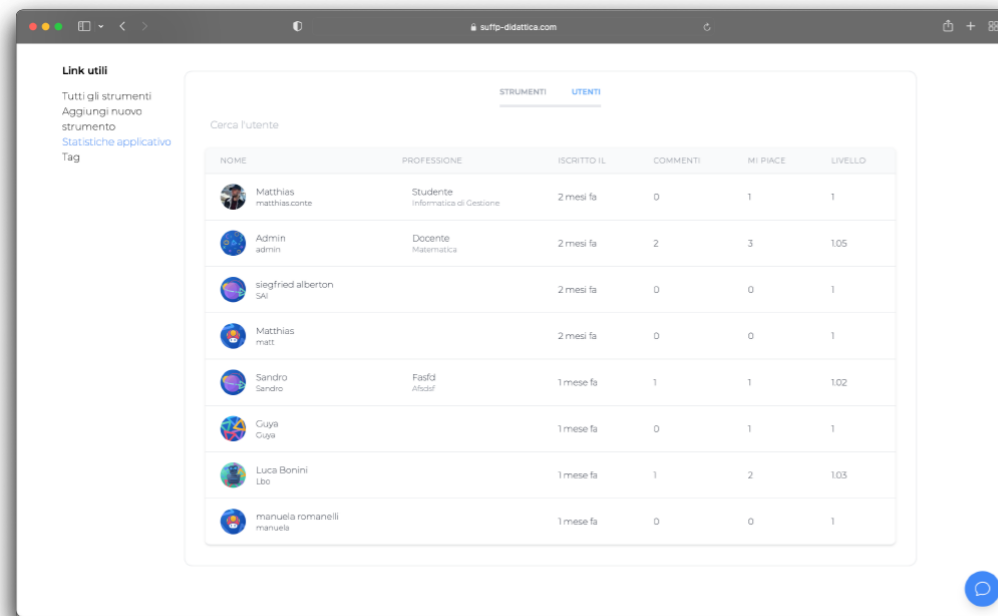 suffp-didattica.com
Link utili
Tutti gli strumenti
Aggiungi nuovo
strumento
Statistiche applicativo
Tag
STRUMENTI UTENTI
Cerca l'utente
NOME PROFESSIONE ISCRITTO IL COMMENTI MI PIACE LIVELLO
Matthias Studente 2 mesi fa 0 1 1
matthias.conte Informatica di Gestione
Admin Docente 2 mesi fa 2 3 1.05
admin Matematica
siegfried alberton 2 mesi fa 0 0 1
SAI
Matthias 2 mesi fa 0 0 1
matt
Sandro Fasfd 1 mese fa 1 1 1.02
Sandro
Guya 1 mese fa 0 1 1
Guya
Luca Bonini 1 mese fa 1 2 1.03
Lbo
manuela romanelli 1 mese fa 0 0 1
manuela